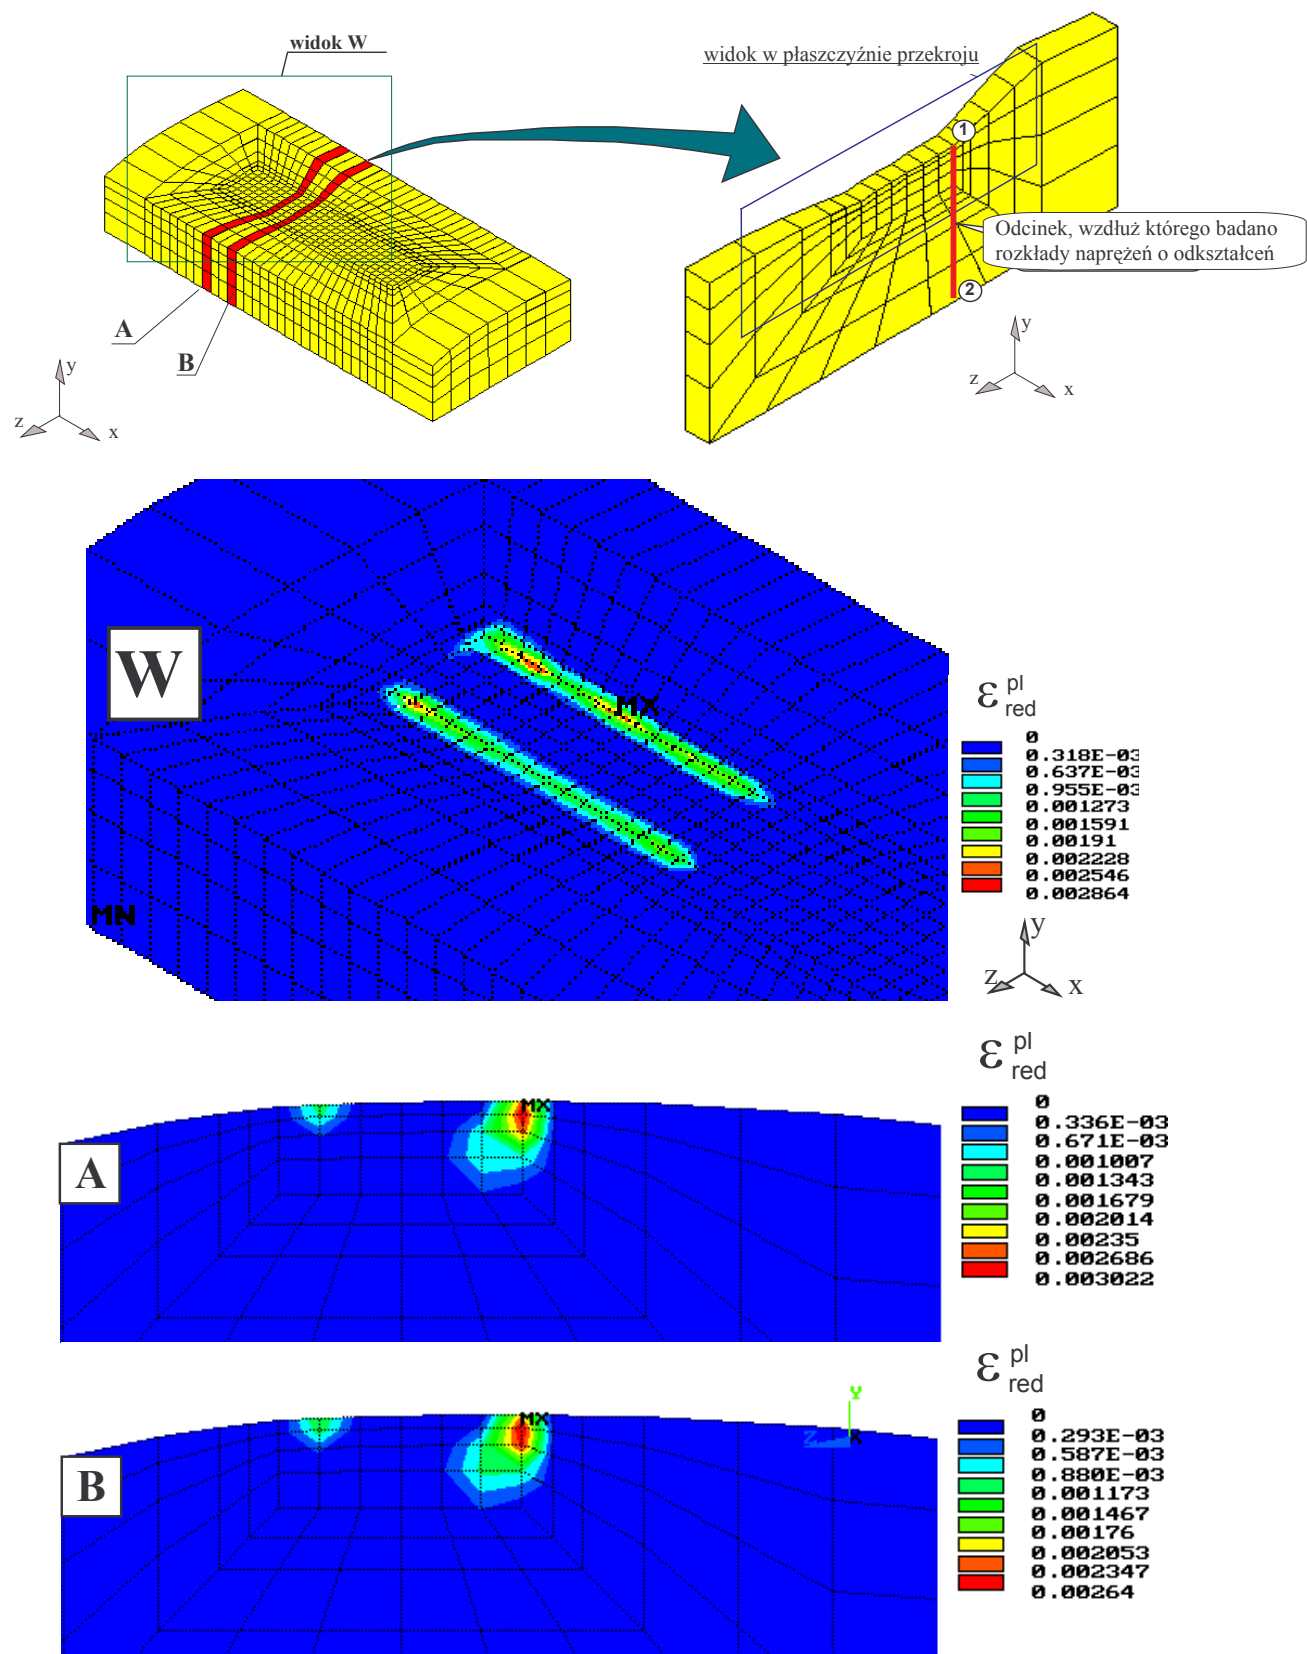 widok W
widok w płaszczyźnie przekroju
1
Odcinek, wzdłuż którego badano
rozkłady naprężeń o odkształceń
2
A
B
y
z
x
y
z
x
W
MX
MN
ε pl red
0
0.318E-03
0.637E-03
0.955E-03
0.001273
0.001591
0.00191
0.002228
0.002546
0.002864
y
z
x
A
MX
ε pl red
0
0.336E-03
0.671E-03
0.001007
0.001343
0.001679
0.002014
0.00235
0.002686
0.003022
B
MX
Y
Z
X
ε pl red
0
0.293E-03
0.587E-03
0.880E-03
0.001173
0.001467
0.00176
0.002053
0.002347
0.00264